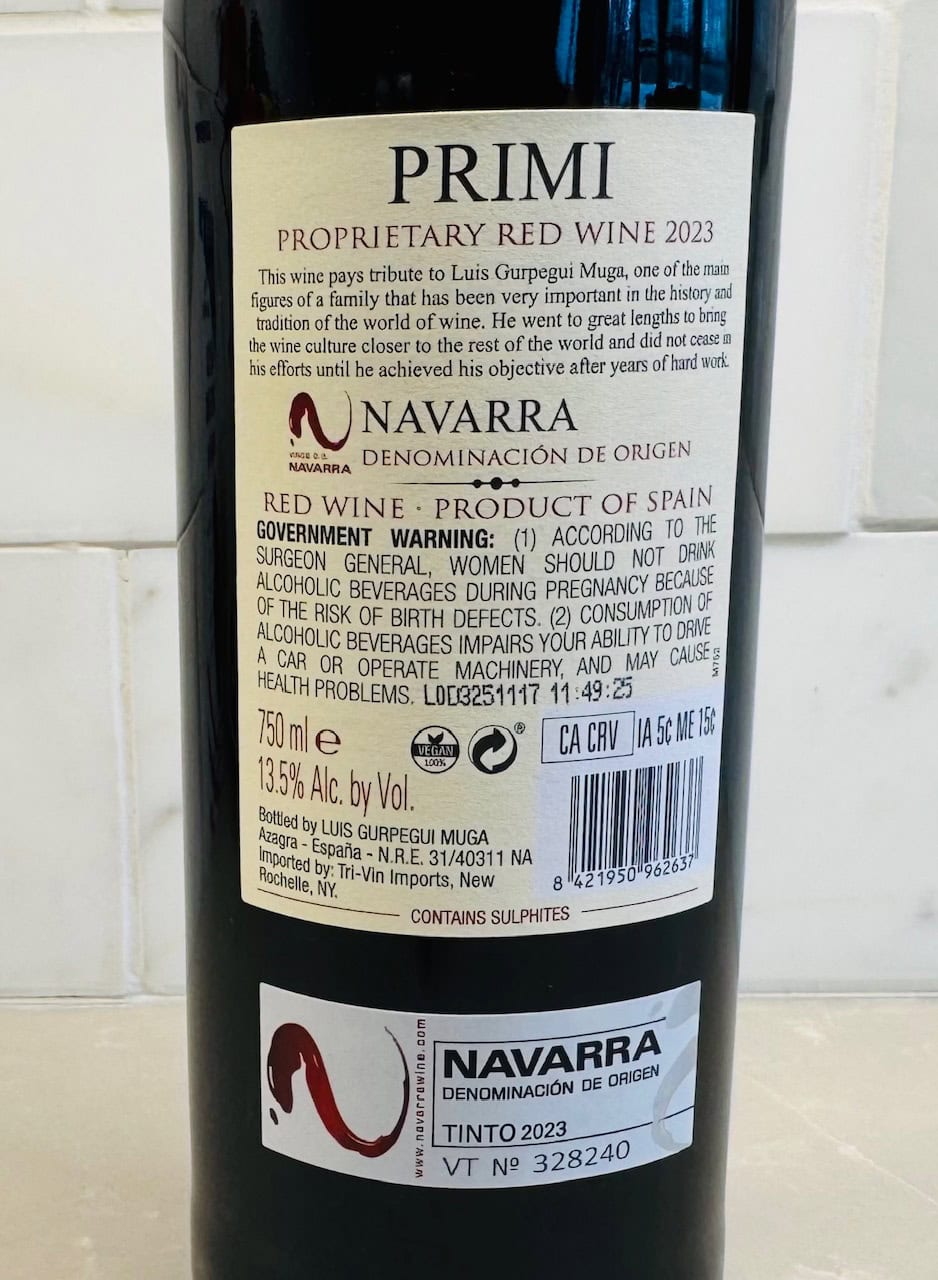 PRIMI
PROPRIETARY RED WINE 2023
This wine pays tribute to Luis Gurpegui Muga, one of the main
figures of a family that has been very important in the history and
tradition of the world of wine. He went to great lengths to bring
the wine culture closer to the rest of the world and did not cease in
his efforts until he achieved his objective after years of hard work.
NAVARRA
DENOMINACIÓN DE ORIGEN
NAVARRA
RED WINE · PRODUCT OF SPAIN
GOVERNMENT WARNING: (1) ACCORDING TO THE
SURGEON GENERAL, WOMEN SHOULD NOT DRINK
ALCOHOLIC BEVERAGES DURING PREGNANCY BECAUSE
OF THE RISK OF BIRTH DEFECTS. (2) CONSUMPTION OF
ALCOHOLIC BEVERAGES IMPAIRS YOUR ABILITY TO DRIVE
A CAR OR OPERATE MACHINERY, AND MAY CAUSE
HEALTH PROBLEMS. L0D3251117 11:49:25
M752
750 ml e
VEGAN
100%
®
CA CRV IA 5¢ ME 15¢
13.5% Alc. by Vol.
Bottled by LUIS GURPEGUI MUGA
Azagra - España - N.R.E. 31/40311 NA
Imported by: Tri-Vin Imports, New
Rochelle, NY.
8 421950 962637
CONTAINS SULPHITES
www.navarrawine.com
NAVARRA
DENOMINACIÓN DE ORIGEN
TINTO 2023
VT Nº 328240